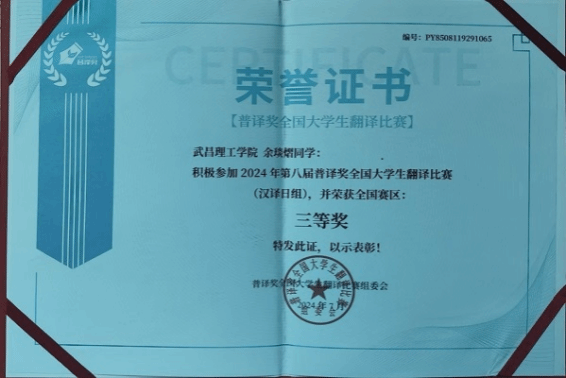 编号：PY8508119291065
CERTIFICATE
荣誉证书
【普译奖全国大学生翻译比赛】
武昌理工学院 余瑞熠同学：
积极参加 2024 年第八届普译奖全国大学生翻译比赛
（汉译日组），并荣获全国赛区：
三等奖
特发此证，以示表彰！
普译奖全国大学生翻译比赛组委会
2024 年 7 月